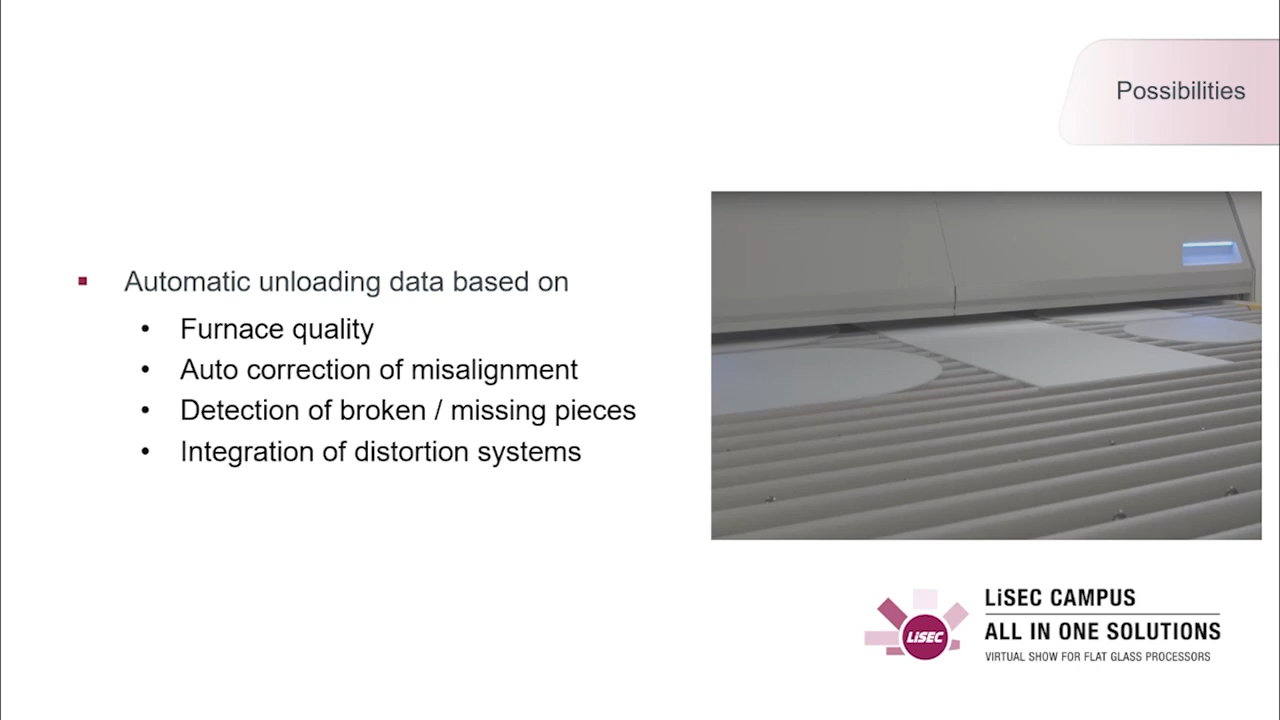 Possibilities
Automatic unloading data based on
Furnace quality
Auto correction of misalignment
Detection of broken / missing pieces
Integration of distortion systems
LiSEC
LiSEC CAMPUS
ALL IN ONE SOLUTIONS
VIRTUAL SHOW FOR FLAT GLASS PROCESSORS